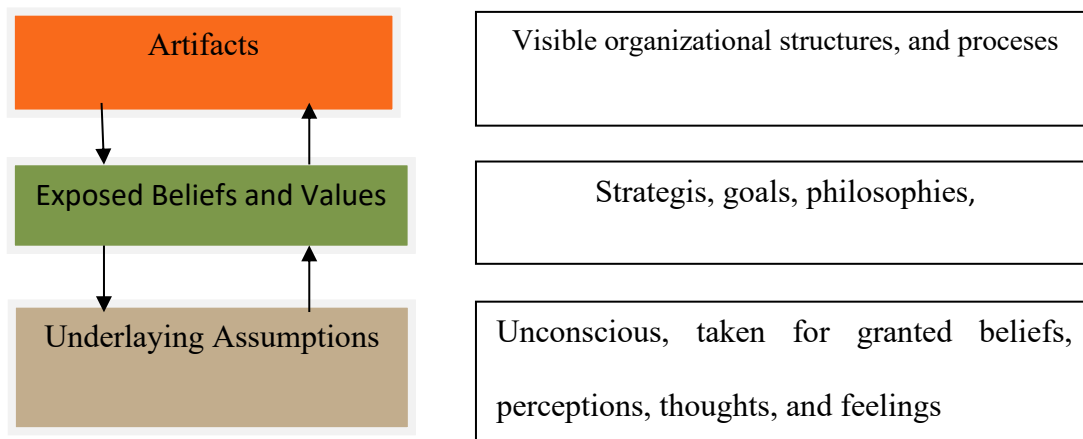 Artifacts
Visible organizational structures, and proceses
Exposed Beliefs and Values
Strategis, goals, philosophies,
Underlaying Assumptions
Unconscious, taken for granted beliefs,
perceptions, thoughts, and feelings